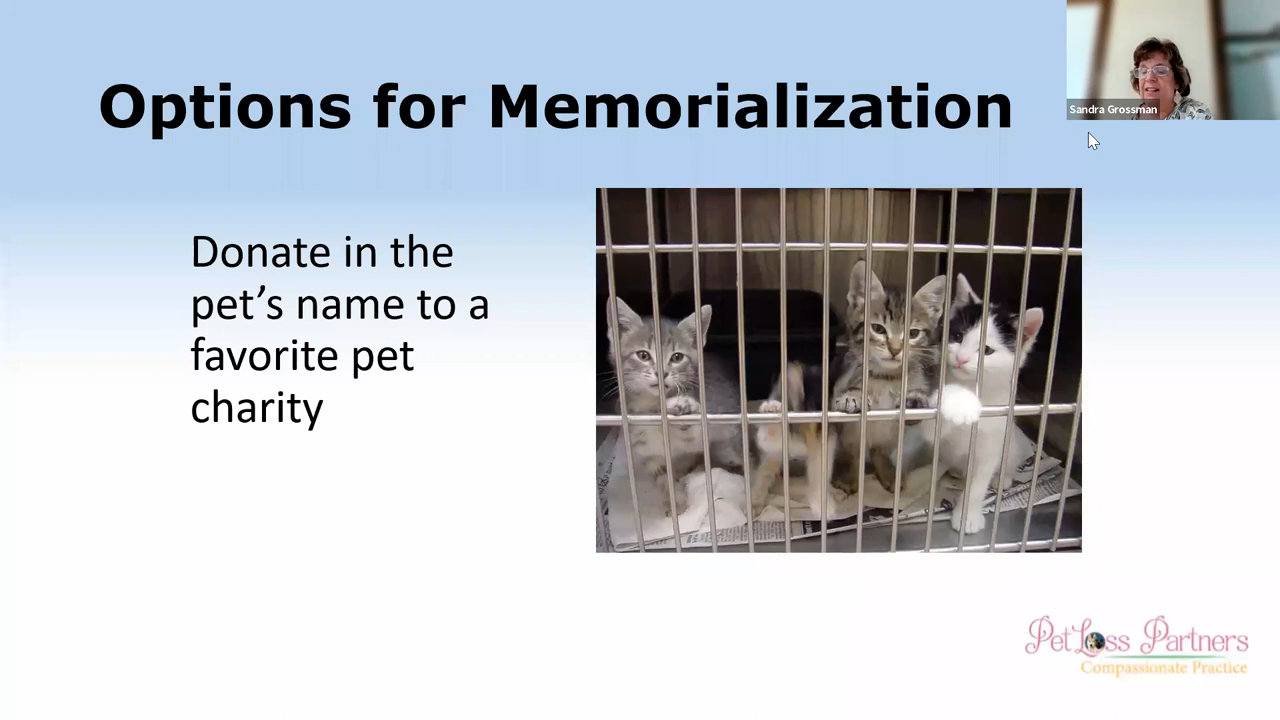 Options for Memorialization
Sandra Grossman
Donate in the
pet’s name to a
favorite pet
charity
Pet Loss Partners
Compassionate Practice